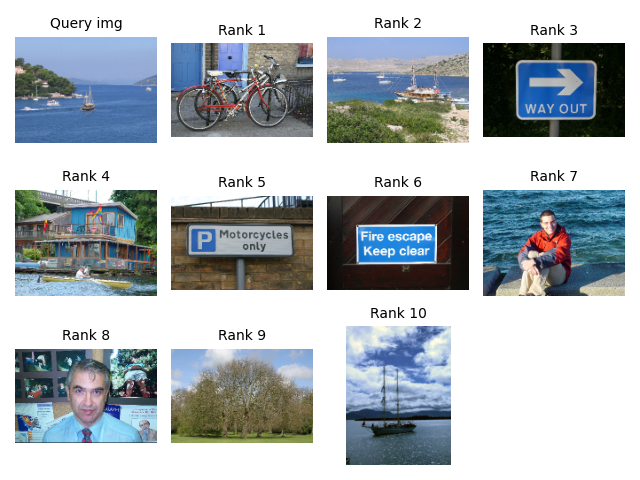 Query img
Rank 1
Rank 2
Rank 3
WAY OUT
Rank 4
Rank 5
P Motorcycles
only
Rank 6
Fire escape
Keep clear
Rank 7
Rank 8
Rank 9
Rank 10